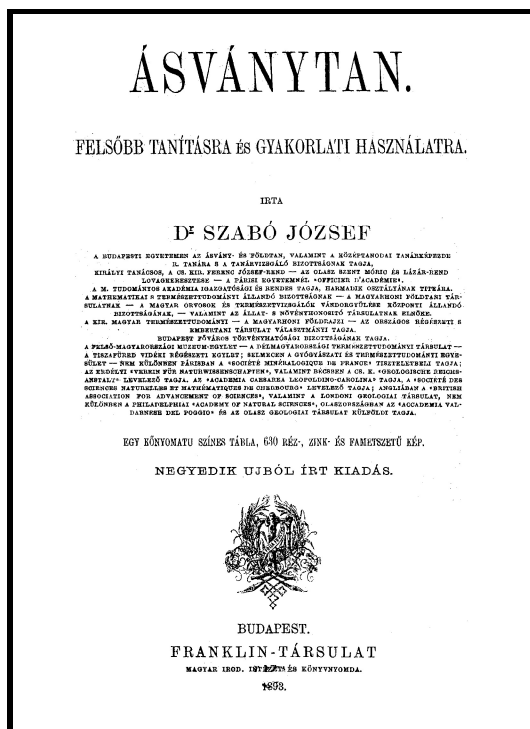 ÁSVÁNYTAN.
FELSŐBB TANÍTÁSRA ÉS GYAKORLATI HASZNÁLATRA.
IRTA
Dr SZABÓ JÓZSEF
A BUDAPESTI EGYETEMEN AZ ÁSVÁNY- ÉS FÖLDTAN, VALAMINT A KÖZÉPTANODAI TANÁRKÉPEZDE
R. TANÁRA S A TANÁRVIZSGÁLÓ BIZOTTSÁGNAK TAGJA,
KIRÁLYI TANÁCSOS, A CS. KIR. FERENC JÓZSEF-REND — AZ OLASZ SZENT MÓRIC ÉS LÁZÁR-REND
LOVAGKERESZTESE — A PÁRISI EGYETEMNÉL «OFFICIER D'ACADÉMIE»,
A M. TUDOMÁNYOS AKADÉMIA IGAZGATÓSÁGI ÉS RENDES TAGJA, HARMADIK OSZTÁLYÁNAK TITKÁRA.
A MATHEMATIKAI S TERMÉSZETTUDOMÁNYI ÁLLANDÓ BIZOTTSÁGNAK — A MAGYARHONI FÖLDTANI TÁR-
SULATNAK — A MAGYAR ORVOSOK ÉS TERMÉSZETVIZSGÁLÓK VÁNDORGYÜLÉSE KÖZPONTI ÁLLANDÓ
BIZOTTSÁGÁNAK, — VALAMINT AZ ÁLLAT- S NÖVÉNYHONOSITÓ TÁRSULATNAK ELNÖKE.
A KIR. MAGYAR TERMÉSZETTUDOMÁNYI — A MAGYARHONI FÖLDRAJZI — AZ ORSZÁGOS RÉGÉSZETI S
EMBERTANI TÁRSULAT VÁLASZTMÁNYI TAGJA.
BUDAPEST FŐVÁROS TÖRVÉNYHATÓSÁGI BIZOTTSÁGÁNAK TAGJA.
A FELSŐ-MAGYARORSZÁGI MUZEUM-EGYLET — A DÉLMAGYARORSZÁGI TERMÉSZETTUDOMÁNYI TÁRSULAT —
A TISZAFÜRED VIDÉKI RÉGÉSZETI EGYLET; SELMECEN A GYÓGYÁSZATI ÉS TERMÉSZETTUDOMÁNYI EGYE-
SÜLET — NEM KÜLÖNBEN PÁRISBAN A «SOCIÉTÉ MINÉRALOGIQUE DE FRANCE» TISZTELETBELI TAGJA;
AZ ERDÉLYI «VEREIN FÜR NATURWISSENSCHAFTEN», VALAMINT BÉCSBEN A CS. K. «GEOLOGISCHE REICHS-
ANSTALT» LEVELEZŐ TAGJA, AZ «ACADEMIA CAESAREA LEOPOLDINO-CAROLINA» TAGJA, A «SOCIÉTÉ DES
SCIENCES NATURELLES ET MATHÉMATIQUES DE CHERBOURG» LEVELEZŐ TAGJA; ANGLIÁBAN A «BRITISH
ASSOCIATION FOR ADVANCEMENT OF SCIENCES», VALAMINT A LONDONI GEOLOGIAI TÁRSULAT, NEM
KÜLÖNBEN A PHILADELPHIAI «ACADEMY OF NATURAL SCIENCES», OLASZORSZÁGBAN AZ «ACCADEMIA VAL-
DARNESE DEL POGGIO» ÉS AZ OLASZ GEOLOGIAI TÁRSULAT KÜLFÖLDI TAGJA.
EGY KŐNYOMATU SZÍNES TÁBLA, 630 RÉZ-, ZINK- ÉS FAMETSZETŰ KÉP.
NEGYEDIK UJBÓL ÍRT KIADÁS.
BUDAPEST.
FRANKLIN-TÁRSULAT
MAGYAR IROD. INTÉZET ÉS KÖNYVNYOMDA.
1893.